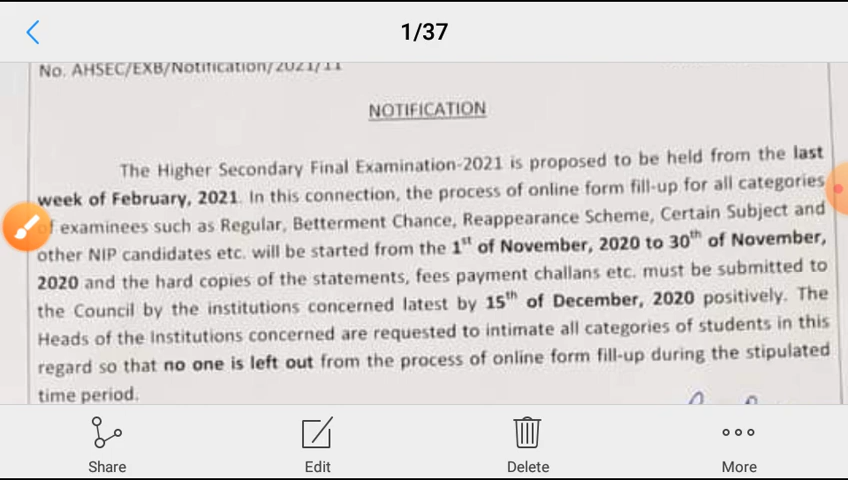 1/37
No. AHSEC/EXB/Notification/2021/11
NOTIFICATION
The Higher Secondary Final Examination-2021 is proposed to be held from the last
week of February, 2021. In this connection, the process of online form fill-up for all categories
of examinees such as Regular, Betterment Chance, Reappearance Scheme, Certain Subject and
other NIP candidates etc. will be started from the 1st of November, 2020 to 30th of November,
2020 and the hard copies of the statements, fees payment challans etc. must be submitted to
the Council by the institutions concerned latest by 15th of December, 2020 positively. The
Heads of the Institutions concerned are requested to intimate all categories of students in this
regard so that no one is left out from the process of online form fill-up during the stipulated
time period.
Share Edit Delete More